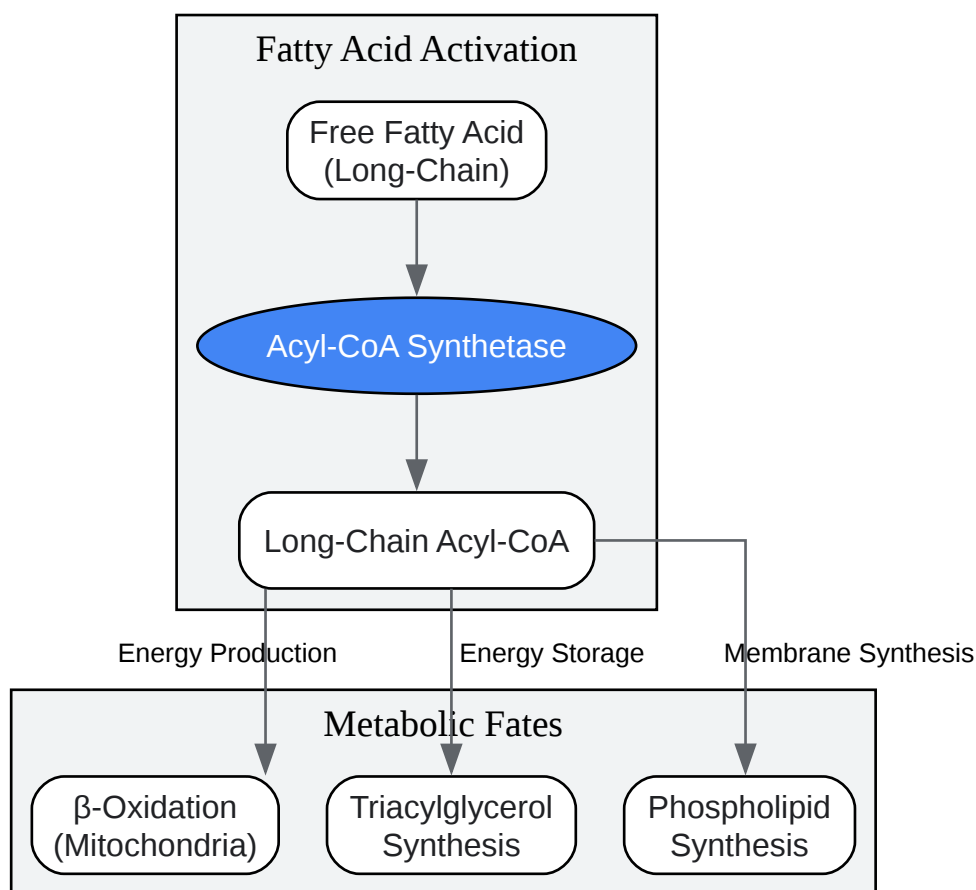 Fatty Acid Activation
Free Fatty Acid
(Long-Chain)
Acyl-CoA Synthetase
Long-Chain Acyl-CoA
Energy Production
Energy Storage
Membrane Synthesis
Metabolic Fates
β-Oxidation
(Mitochondria)
Triacylglycerol
Synthesis
Phospholipid
Synthesis